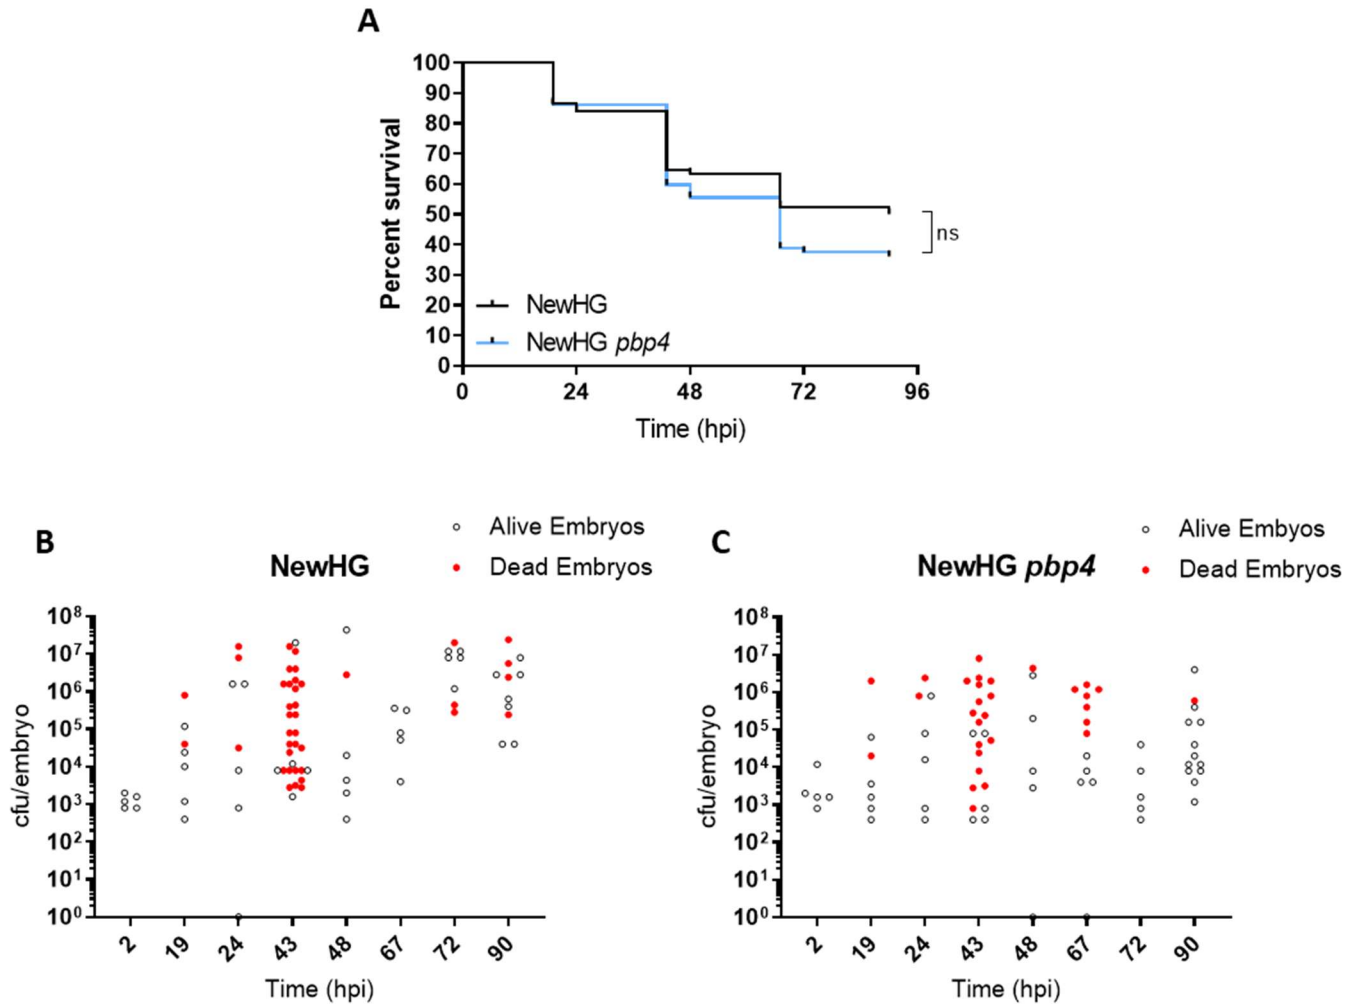 A
100
90
80
70
60
50
40
30
20
10
0
Percent survival
NewHG
NewHG pbp4
ns
0 24 48 72 96
Time (hpi)
B
Alive Embryos
Dead Embryos
NewHG
10⁸
10⁷
10⁶
10⁵
10⁴
10³
10²
10¹
10⁰
cfu/embryo
2 19 24 43 48 67 72 90
Time (hpi)
C
Alive Embryos
Dead Embryos
NewHG pbp4
10⁸
10⁷
10⁶
10⁵
10⁴
10³
10²
10¹
10⁰
cfu/embryo
2 19 24 43 48 67 72 90
Time (hpi)